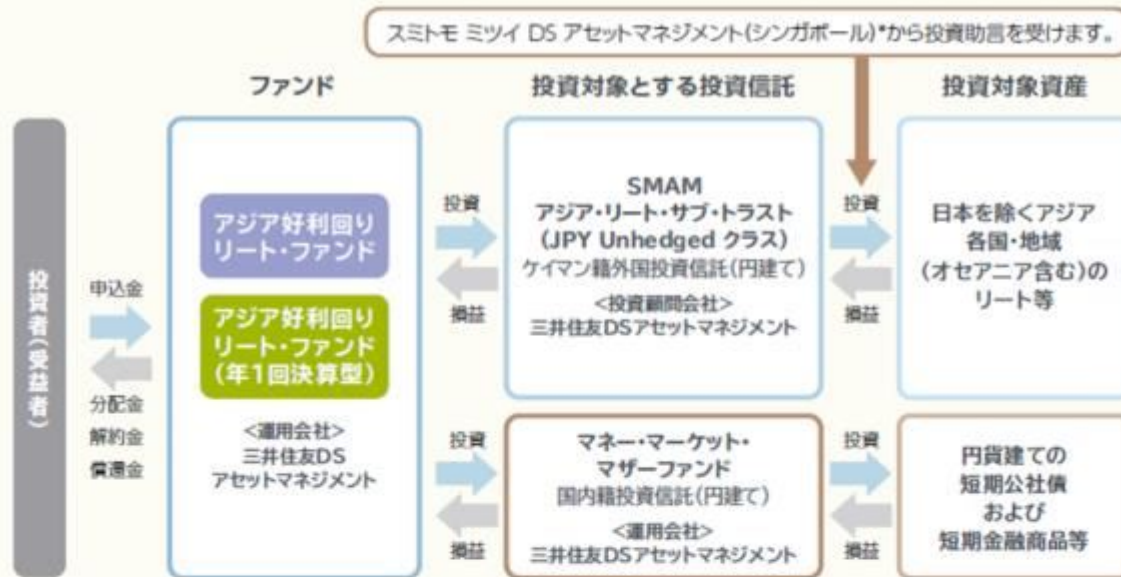 スミトモ ミツイ DS アセットマネジメント(シンガポール)*から投資助言を受けます。
ファンド
投資対象とする投資信託
投資対象資産
投資者(受益者)
申込金
分配金
解約金
償還金
アジア好利回り
リート・ファンド
アジア好利回り
リート・ファンド
(年1回決算型)
<運用会社>
三井住友DS
アセットマネジメント
投資
損益
SMAM
アジア・リート・サブ・トラスト
(JPY Unhedged クラス)
ケイマン籍外国投資信託(円建て)
<投資顧問会社>
三井住友DSアセットマネジメント
投資
損益
日本を除くアジア
各国・地域
(オセアニア含む)の
リート等
投資
損益
マネー・マーケット・
マザーファンド
国内籍投資信託(円建て)
<運用会社>
三井住友DSアセットマネジメント
投資
損益
円貨建ての
短期公社債
および
短期金融商品等